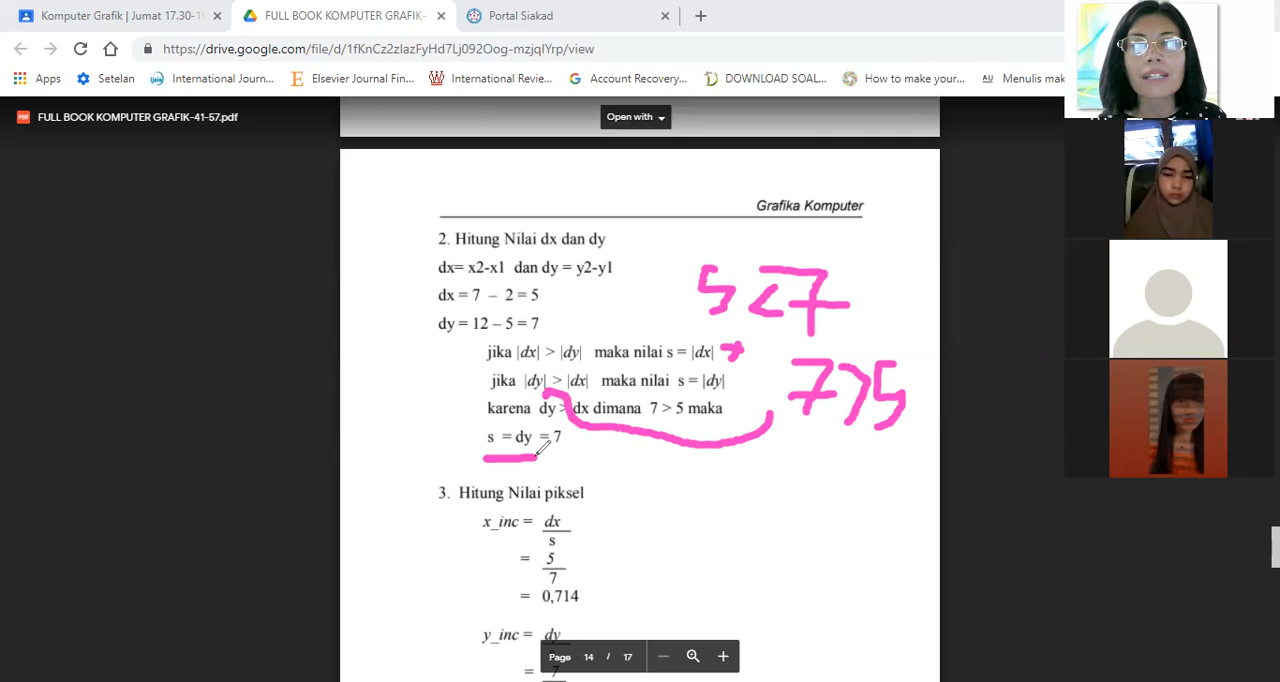 Komputer Grafik | Jumat 17.30-19
FULL BOOK KOMPUTER GRAFIK-
Portal Siakad
https://drive.google.com/file/d/1fKnCz2zIazFyHd7Lj092Oog-mzjqIYrp/view
Apps
Setelan
International Journ...
Elsevier Journal Fin...
International Revie...
Account Recovery...
DOWNLOAD SOAL...
How to make your...
Menulis mak
FULL BOOK KOMPUTER GRAFIK-41-57.pdf
Open with
Grafika Komputer
2. Hitung Nilai dx dan dy
dx= x2-x1 dan dy = y2-y1
dx = 7 – 2 = 5
dy = 12 – 5 = 7
5 < 7
jika |dx| > |dy| maka nilai s = |dx|
jika |dy| > |dx| maka nilai s = |dy|
7 > 5
karena dy > dx dimana 7 > 5 maka
s = dy = 7
3. Hitung Nilai piksel
x_inc = dx
s
= 5
7
= 0,714
y_inc = dy
Page 14 / 17
= 7